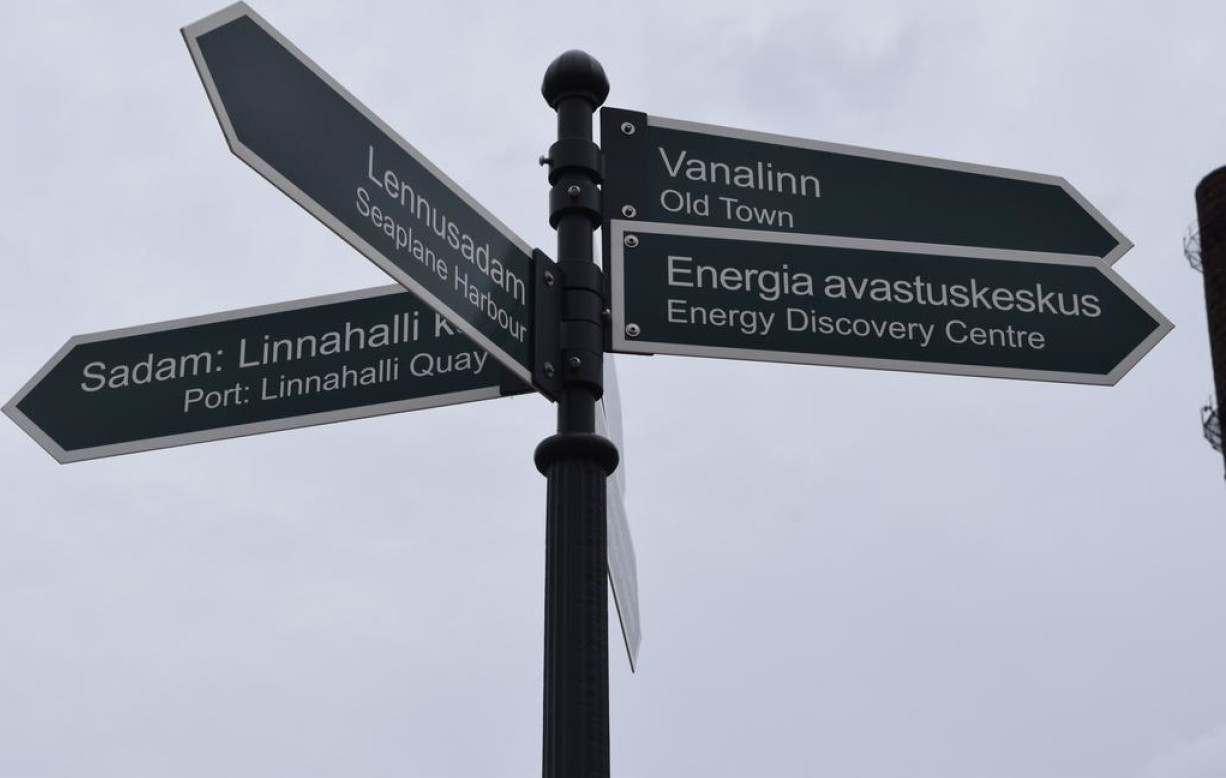 Lennusadam
Seaplane Harbour
Vanalinn
Old Town
Energia avastuskeskus
Energy Discovery Centre
Sadam: Linnahalli
Port: Linnahalli Quay